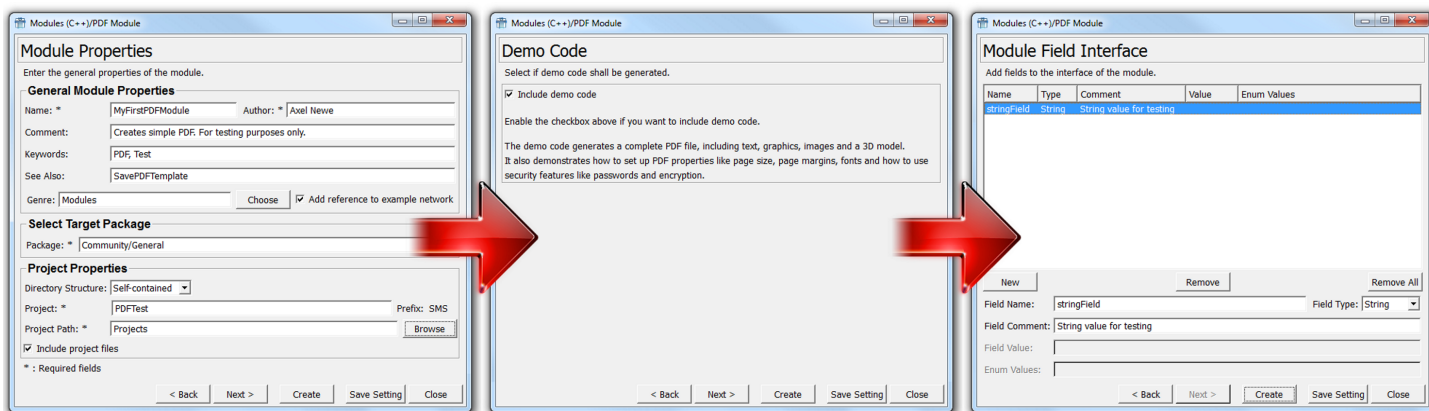 Modules (C++)/PDF Module
Module Properties
Enter the general properties of the module.
General Module Properties
Name: * MyFirstPDFModule Author: * Axel Newe
Comment: Creates simple PDF. For testing purposes only.
Keywords: PDF, Test
See Also: SavePDFTemplate
Genre: Modules Choose Add reference to example network
Select Target Package
Package: * Community/General
Project Properties
Directory Structure: Self-contained
Project: * PDFTest Prefix: SMS
Project Path: * Projects Browse
Include project files
* : Required fields
< Back Next > Create Save Setting Close
Modules (C++)/PDF Module
Demo Code
Select if demo code shall be generated.
Include demo code
Enable the checkbox above if you want to include demo code.
The demo code generates a complete PDF file, including text, graphics, images and a 3D model.
It also demonstrates how to set up PDF properties like page size, page margins, fonts and how to use
security features like passwords and encryption.
< Back Next > Create Save Setting Close
Modules (C++)/PDF Module
Module Field Interface
Add fields to the interface of the module.
Name Type Comment Value Enum Values
stringField String String value for testing
New Remove Remove All
Field Name: stringField Field Type: String
Field Comment: String value for testing
Field Value:
Enum Values:
< Back Next > Create Save Setting Close